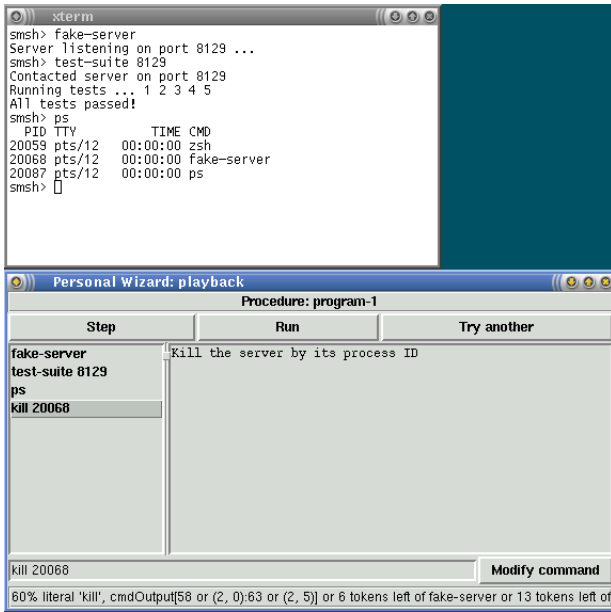 xterm
smsh> fake-server
Server listening on port 8129 ...
smsh> test-suite 8129
Contacted server on port 8129
Running tests ... 1 2 3 4 5
All tests passed!
smsh> ps
PID TTY TIME CMD
20059 pts/12 00:00:00 zsh
20068 pts/12 00:00:00 fake-server
20087 pts/12 00:00:00 ps
smsh>
Personal Wizard: playback
Procedure: program-1
Step Run Try another
fake-server
test-suite 8129
ps
kill 20068
Kill the server by its process ID
kill 20068 Modify command
60% literal 'kill', cmdOutput[58 or (2, 0):63 or (2, 5)] or 6 tokens left of fake-server or 13 tokens left of